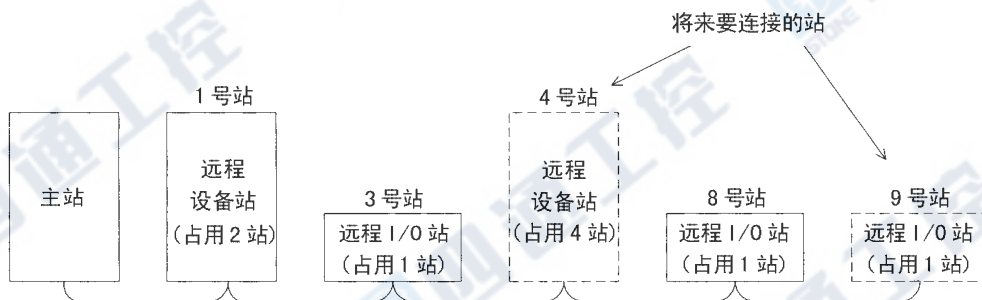 将来要连接的站
1号站
4号站
主站
远程
设备站
(占用2站)
3号站
远程I/O站
(占用1站)
远程
设备站
(占用4站)
8号站
远程I/O站
(占用1站)
9号站
远程I/O站
(占用1站)